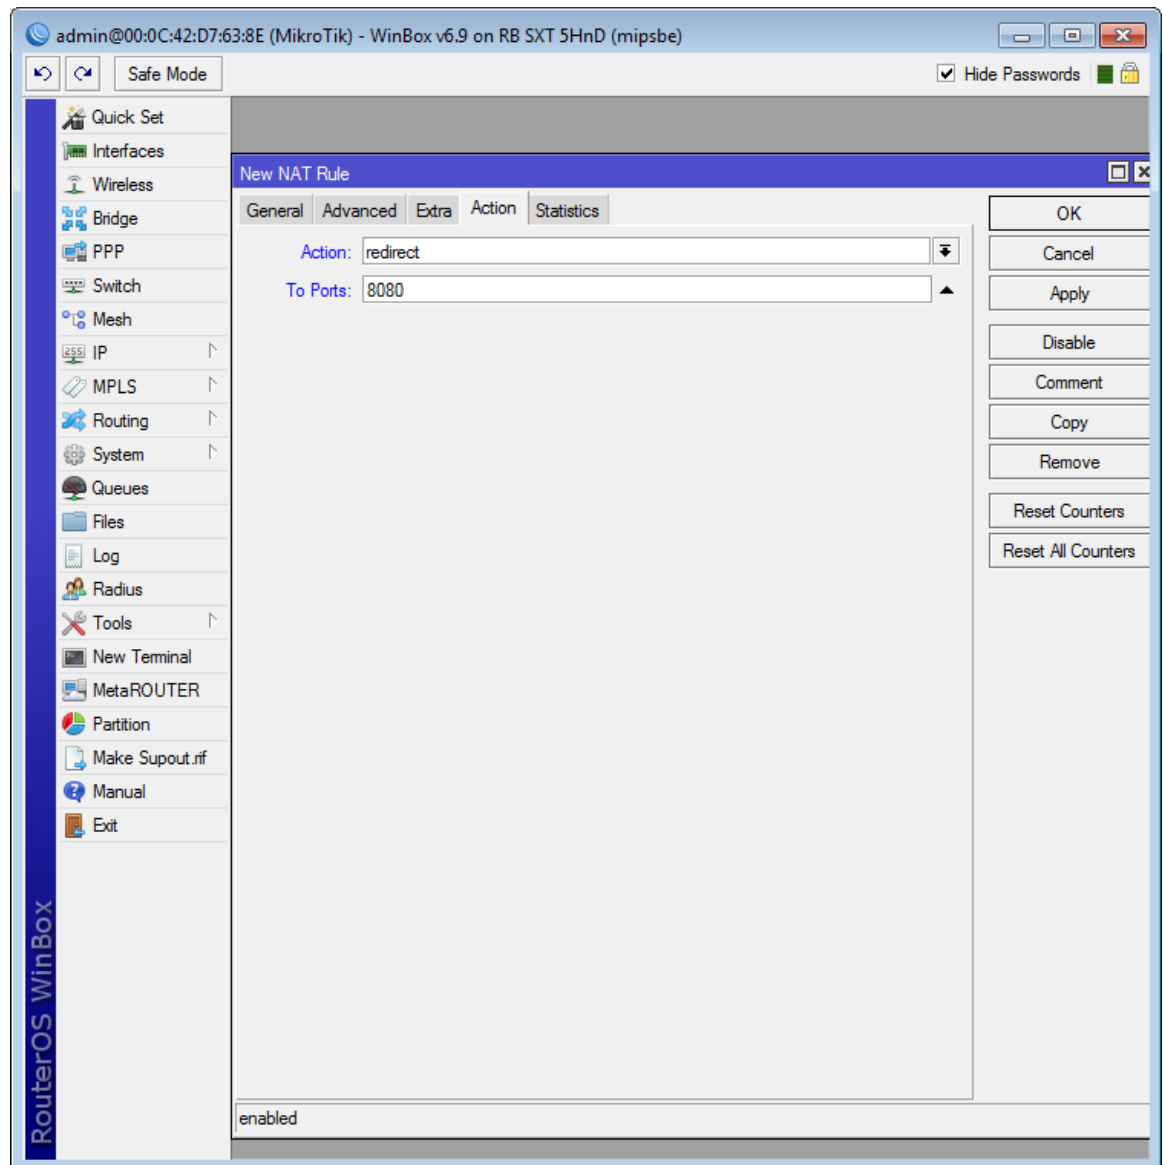 admin@00:0C:42:D7:63:8E (MikroTik) - WinBox v6.9 on RB SXT 5HnD (mipsbe)
Safe Mode
Hide Passwords
Quick Set
Interfaces
Wireless
Bridge
PPP
Switch
Mesh
255 IP
MPLS
Routing
System
Queues
Files
Log
Radius
Tools
New Terminal
MetaROUTER
Partition
Make Supout.rif
Manual
Exit
RouterOS WinBox
New NAT Rule
General Advanced Extra Action Statistics
Action: redirect
To Ports: 8080
OK
Cancel
Apply
Disable
Comment
Copy
Remove
Reset Counters
Reset All Counters
enabled